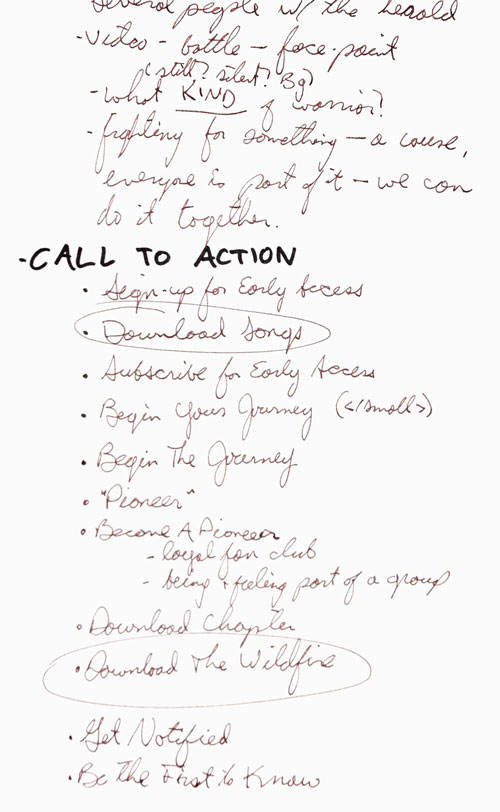 several people w/ the herald
- video - battle - face-point
(still? silent? Bg)
- what KIND of warrior?
- fighting for something - a cause,
everyone is part of it - we can
do it together.
- CALL TO ACTION
• Sign-up for Early Access
• Download Songs
• Subscribe for Early Access
• Begin Your Journey (</small>)
• Begin The Journey
• "Pioneer"
• Become A Pioneer
- loyal fan club
- being + feeling part of a group
• Download Chapter
• Download The Wildfire
• Get Notified
• Be the First to Know